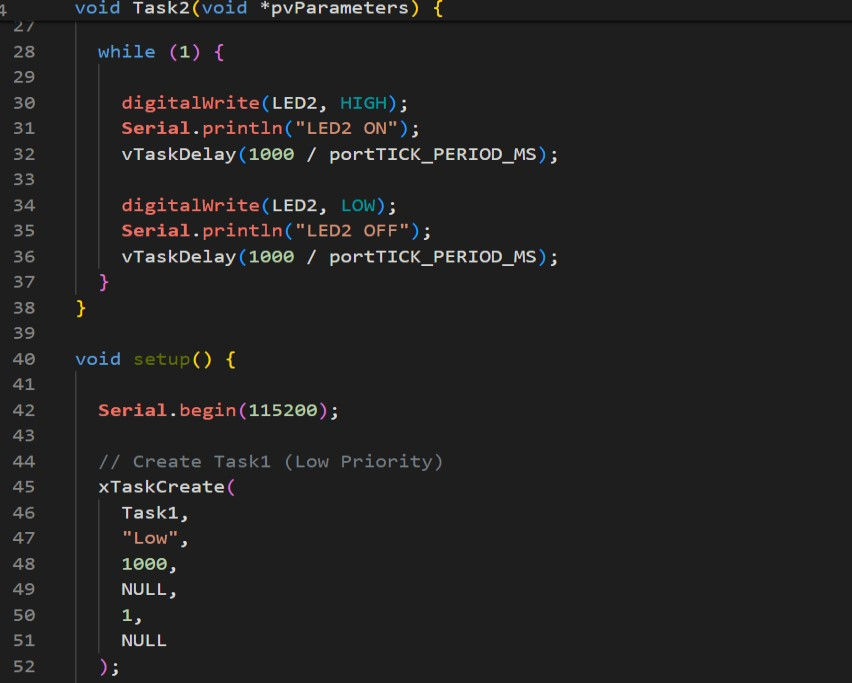 4 void Task2(void *pvParameters) {
27
28 while (1) {
29
30 digitalWrite(LED2, HIGH);
31 Serial.println("LED2 ON");
32 vTaskDelay(1000 / portTICK_PERIOD_MS);
33
34 digitalWrite(LED2, LOW);
35 Serial.println("LED2 OFF");
36 vTaskDelay(1000 / portTICK_PERIOD_MS);
37 }
38 }
39
40 void setup() {
41
42 Serial.begin(115200);
43
44 // Create Task1 (Low Priority)
45 xTaskCreate(
46 Task1,
47 "Low",
48 1000,
49 NULL,
50 1,
51 NULL
52 );